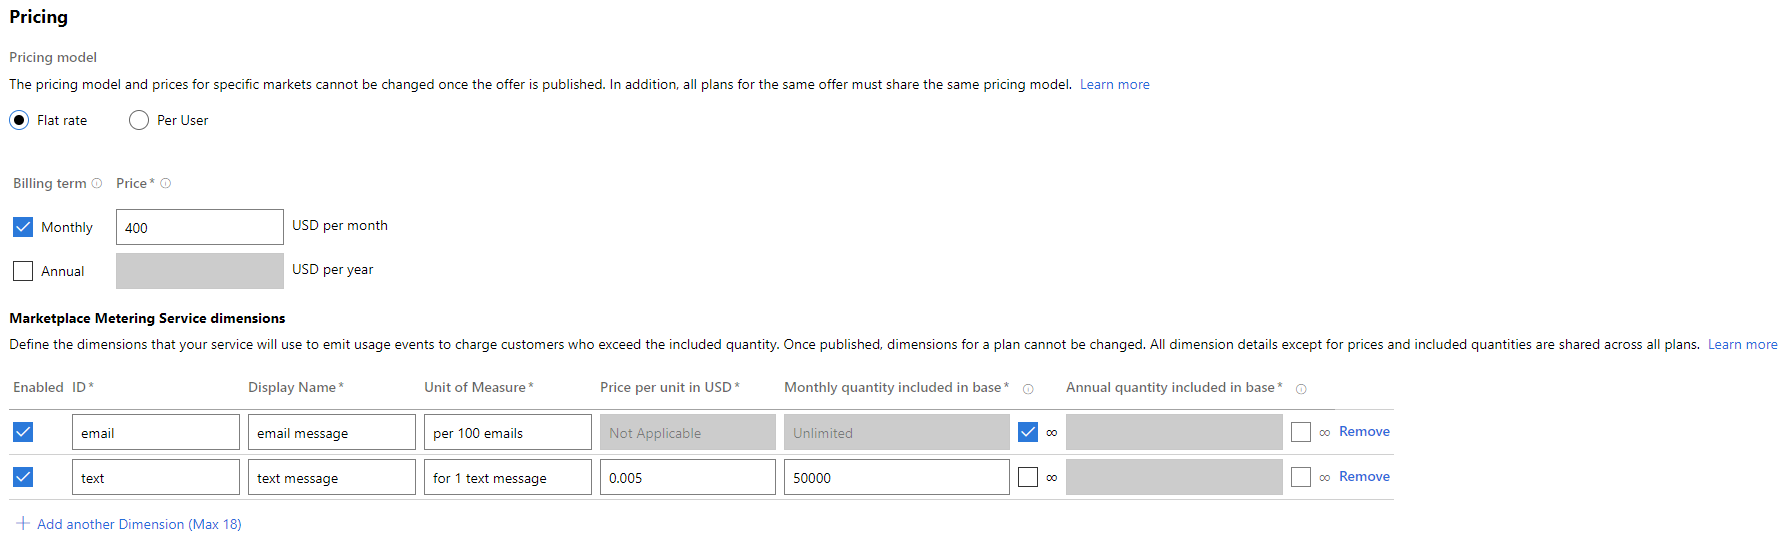 Pricing
Pricing model
The pricing model and prices for specific markets cannot be changed once the offer is published. In addition, all plans for the same offer must share the same pricing model. Learn more
Flat rate Per User
Billing term Price*
Monthly 400 USD per month
Annual USD per year
Marketplace Metering Service dimensions
Define the dimensions that your service will use to emit usage events to charge customers who exceed the included quantity. Once published, dimensions for a plan cannot be changed. All dimension details except for prices and included quantities are shared across all plans. Learn more
Enabled ID* Display Name* Unit of Measure* Price per unit in USD* Monthly quantity included in base* Annual quantity included in base*
email email message per 100 emails Not Applicable Unlimited ∞ ∞ Remove
text text message for 1 text message 0.005 50000 ∞ ∞ Remove
+ Add another Dimension (Max 18)